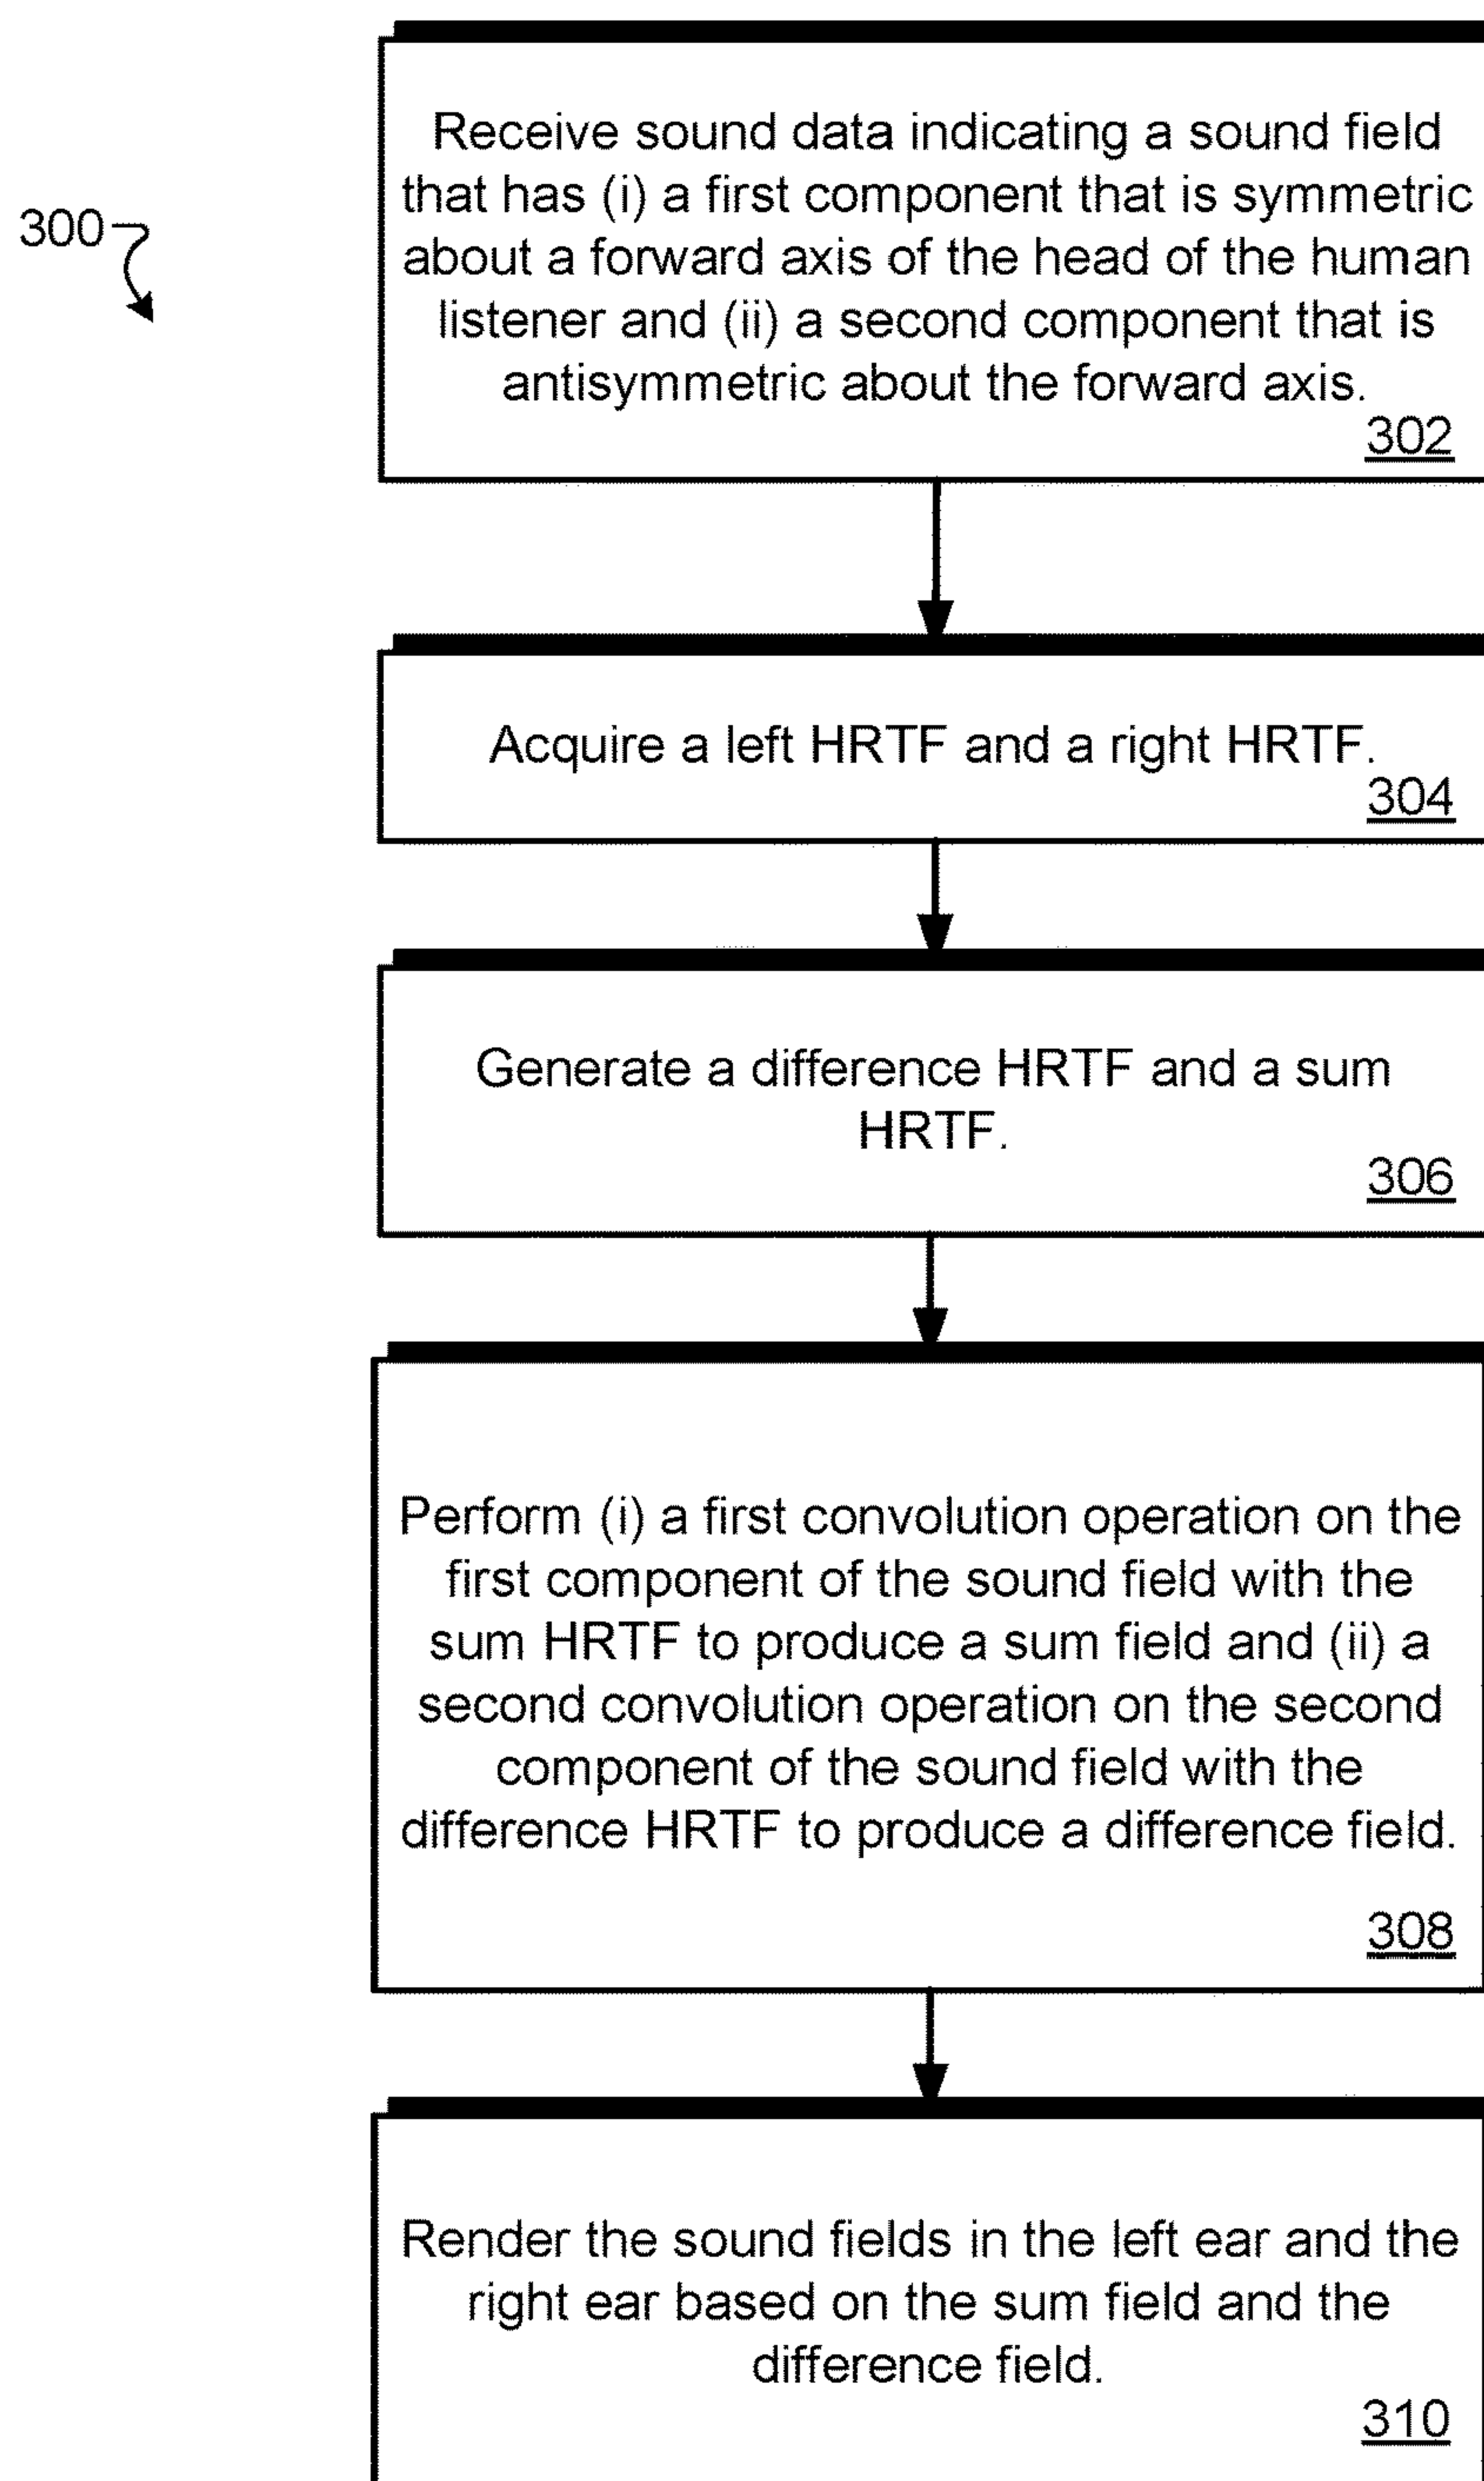 Receive sound data indicating a sound field
that has (i) a first component that is symmetric
300
about a forward axis of the head of the human
listener and (ii) a second component that is
antisymmetric about the forward axis.
302
Acquire a left HRTF and a right HRTF.
304
Generate a difference HRTF and a sum
HRTF.
306
Perform (i) a first convolution operation on the
first component of the sound field with the
sum HRTF to produce a sum field and (ii) a
second convolution operation on the second
component of the sound field with the
difference HRTF to produce a difference field.
308
Render the sound fields in the left ear and the
right ear based on the sum field and the
difference field.
310